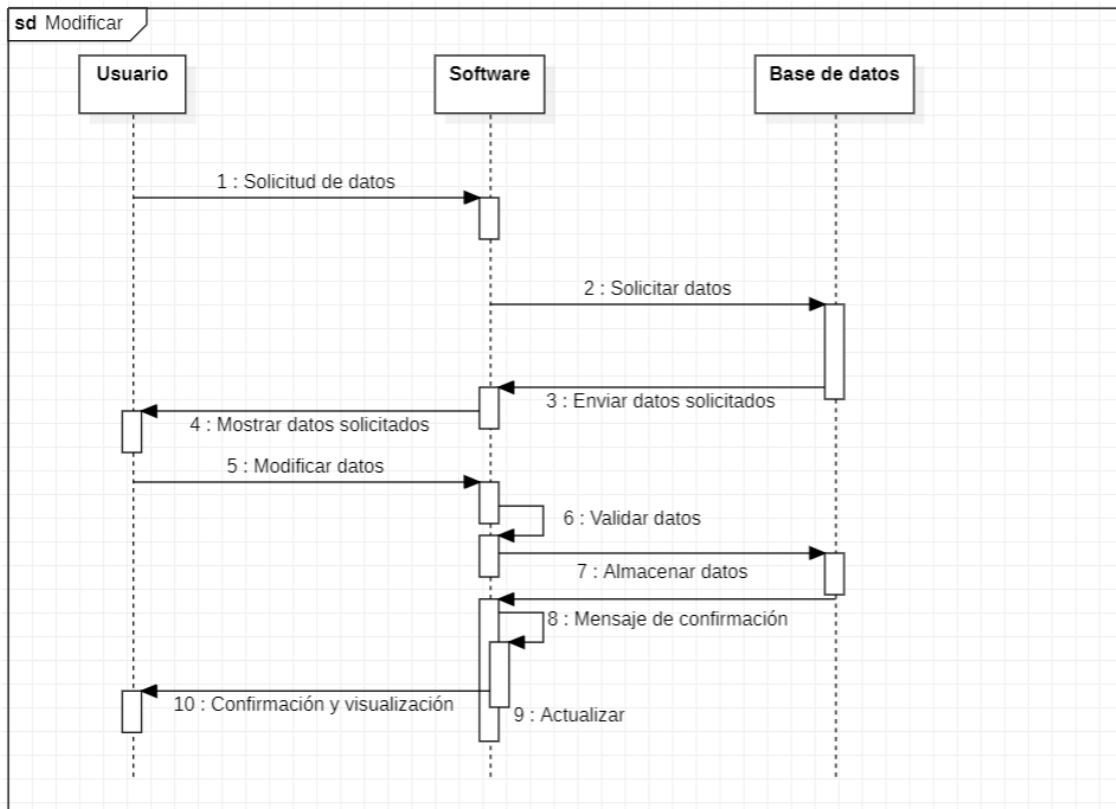 sd Modificar
Usuario
Software
Base de datos
1 : Solicitud de datos
2 : Solicitar datos
3 : Enviar datos solicitados
4 : Mostrar datos solicitados
5 : Modificar datos
6 : Validar datos
7 : Almacenar datos
8 : Mensaje de confirmación
10 : Confirmación y visualización
9 : Actualizar